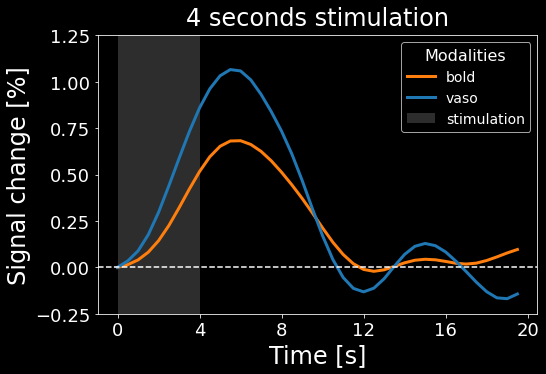 4 seconds stimulation
Signal change [%]
1.25
1.00
0.75
0.50
0.25
0.00
−0.25
Modalities
bold
vaso
stimulation
0 4 8 12 16 20
Time [s]